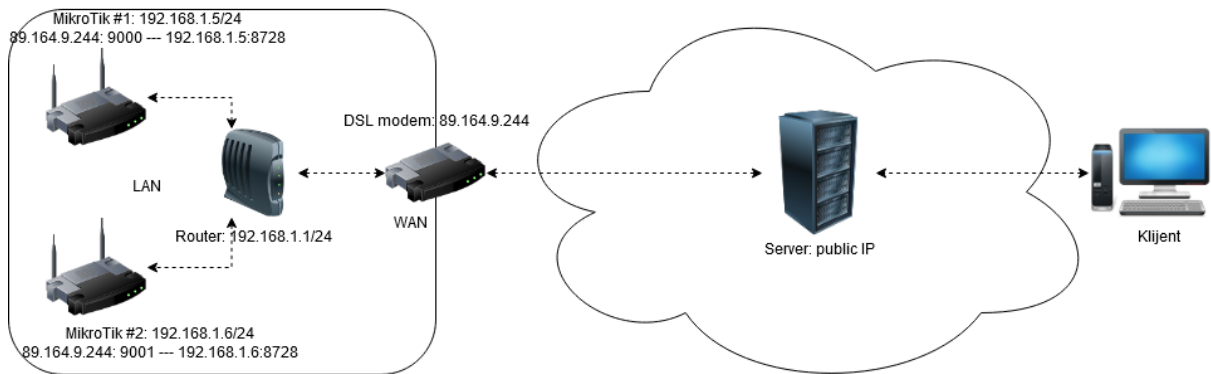 MikroTik #1: 192.168.1.5/24
89.164.9.244: 9000 --- 192.168.1.5:8728
DSL modem: 89.164.9.244
LAN
WAN
Router: 192.168.1.1/24
Server: public IP
Klijent
MikroTik #2: 192.168.1.6/24
89.164.9.244: 9001 --- 192.168.1.6:8728